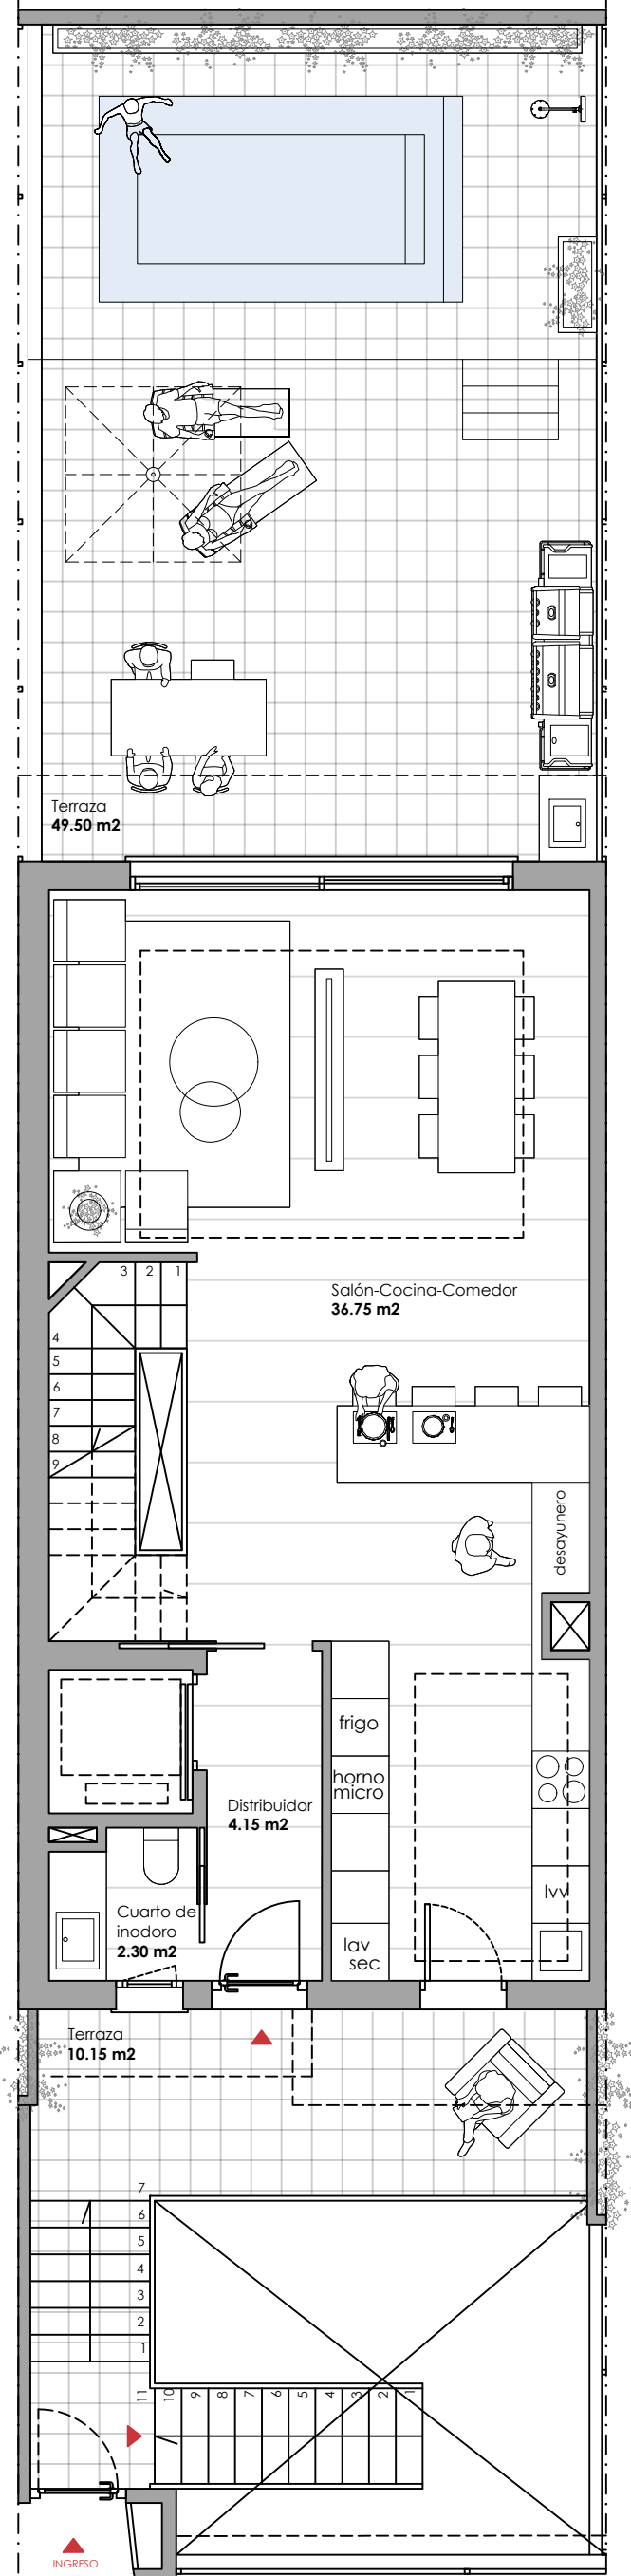 Terraza
49.50 m2
3 2 1
Salón-Cocina-Comedor
36.75 m2
4
5
6
7
8
9
desayunero
frigo
horno
micro
Distribuidor
4.15 m2
lvv
Cuarto de
inodoro
2.30 m2
lav
sec
Terraza
10.15 m2
7
6
5
4
3
2
1
11 10 9 8 7 6 5 4 3 2 1
INGRESO